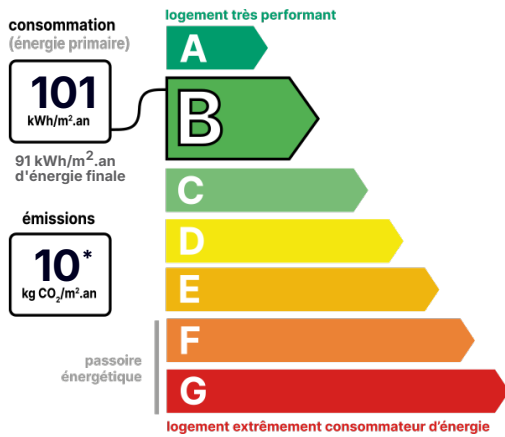 logement très performant
consommation
(énergie primaire)
A
101
kWh/m².an
B
91 kWh/m².an
d'énergie finale
C
émissions
D
10*
kg CO₂/m².an
E
F
passoire
énergétique
G
logement extrêmement consommateur d'énergie